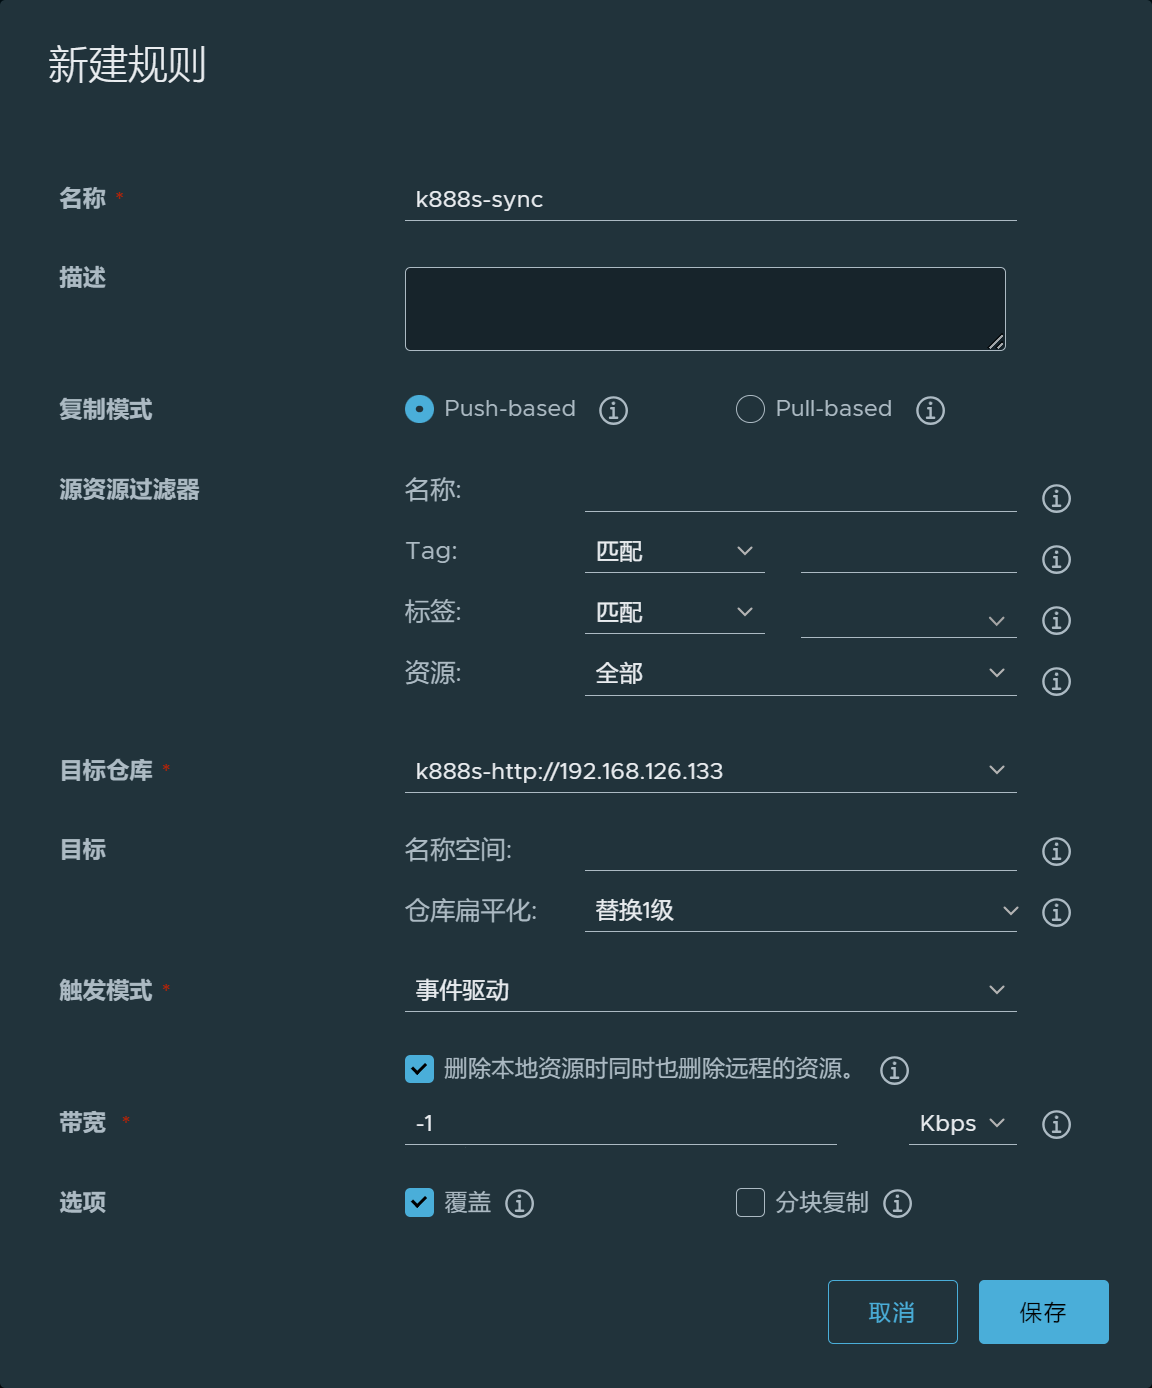 新建规则
名称 *
k888s-sync
描述
复制模式
Push-based
Pull-based
源资源过滤器
名称:
Tag:
匹配
标签:
匹配
资源:
全部
目标仓库 *
k888s-http://192.168.126.133
目标
名称空间:
仓库扁平化:
替换1级
触发模式 *
事件驱动
删除本地资源时同时也删除远程的资源。
带宽 *
-1
Kbps
选项
覆盖
分块复制
取消
保存